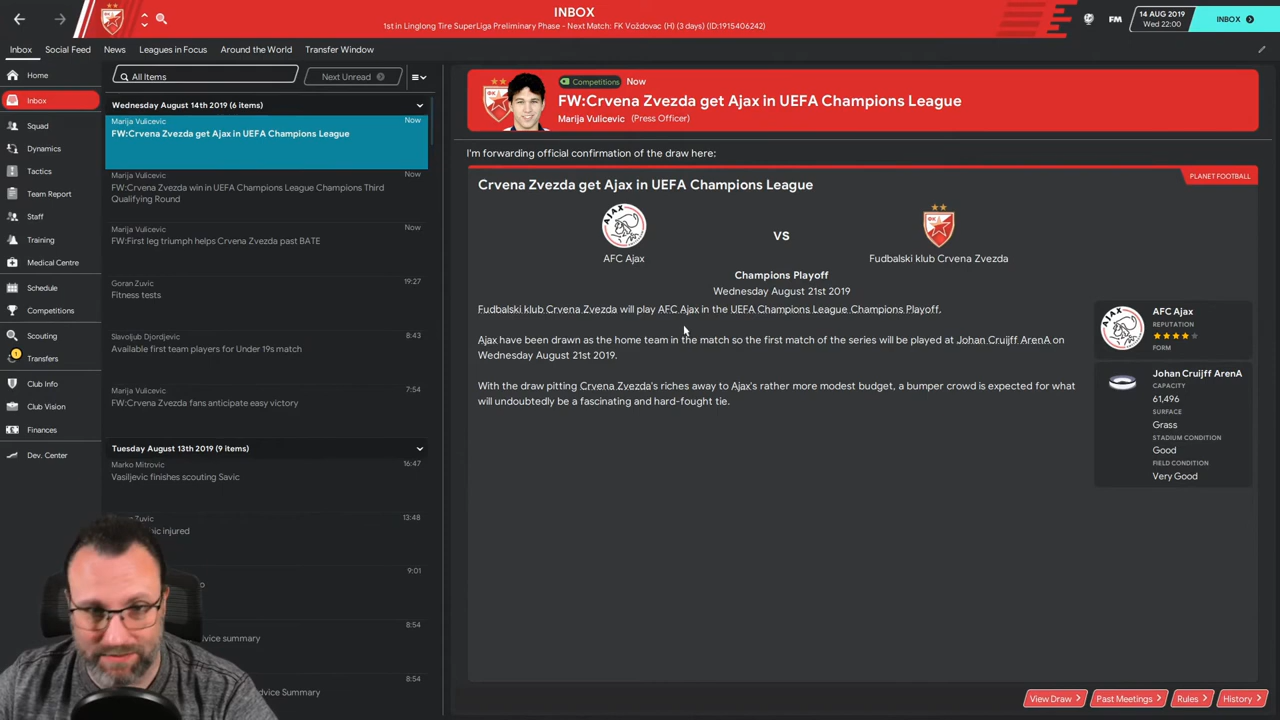 INBOX
1st in Linglong Tire SuperLiga Preliminary Phase - Next Match: FK Voždovac (H) (3 days) (ID:1915406242)
FM
14 AUG 2019
WED 22:00
INBOX
Inbox
Social Feed
News
Leagues in Focus
Around the World
Transfer Window
Home
Inbox
Squad
Dynamics
Tactics
Team Report
Staff
Training
Medical Centre
Schedule
Competitions
Scouting
1
Transfers
Club Info
Club Vision
Finances
Dev. Center
All Items
Next Unread
Wednesday August 14th 2019 (6 items)
Marija Vulicevic
Now
FW:Crvena Zvezda get Ajax in UEFA Champions League
Marija Vulicevic
Now
FW:Crvena Zvezda win in UEFA Champions League Champions Third
Qualifying Round
Marija Vulicevic
Now
FW:First leg triumph helps Crvena Zvezda past BATE
Goran Zuvic
19:27
Fitness tests
Slavoljub Djordjevic
8:43
Available first team players for Under 19s match
Marija Vulicevic
7:54
FW:Crvena Zvezda fans anticipate easy victory
Tuesday August 13th 2019 (9 items)
Marko Mitrovic
16:47
Vasiljevic finishes scouting Savic
Zuvic
13:48
injured
9:01
8:54
dvice summary
8:54
dvice Summary
Competitions
Now
FW:Crvena Zvezda get Ajax in UEFA Champions League
Marija Vulicevic (Press Officer)
I'm forwarding official confirmation of the draw here:
PLANET FOOTBALL
Crvena Zvezda get Ajax in UEFA Champions League
AJAX
AFC Ajax
VS
Fudbalski klub Crvena Zvezda
Champions Playoff
Wednesday August 21st 2019
Fudbalski klub Crvena Zvezda will play AFC Ajax in the UEFA Champions League Champions Playoff.
Ajax have been drawn as the home team in the match so the first match of the series will be played at Johan Cruijff ArenA on
Wednesday August 21st 2019.
With the draw pitting Crvena Zvezda's riches away to Ajax's rather more modest budget, a bumper crowd is expected for what
will undoubtedly be a fascinating and hard-fought tie.
AFC Ajax
REPUTATION
FORM
Johan Cruijff ArenA
CAPACITY
61,496
SURFACE
Grass
STADIUM CONDITION
Good
FIELD CONDITION
Very Good
View Draw
Past Meetings
Rules
History